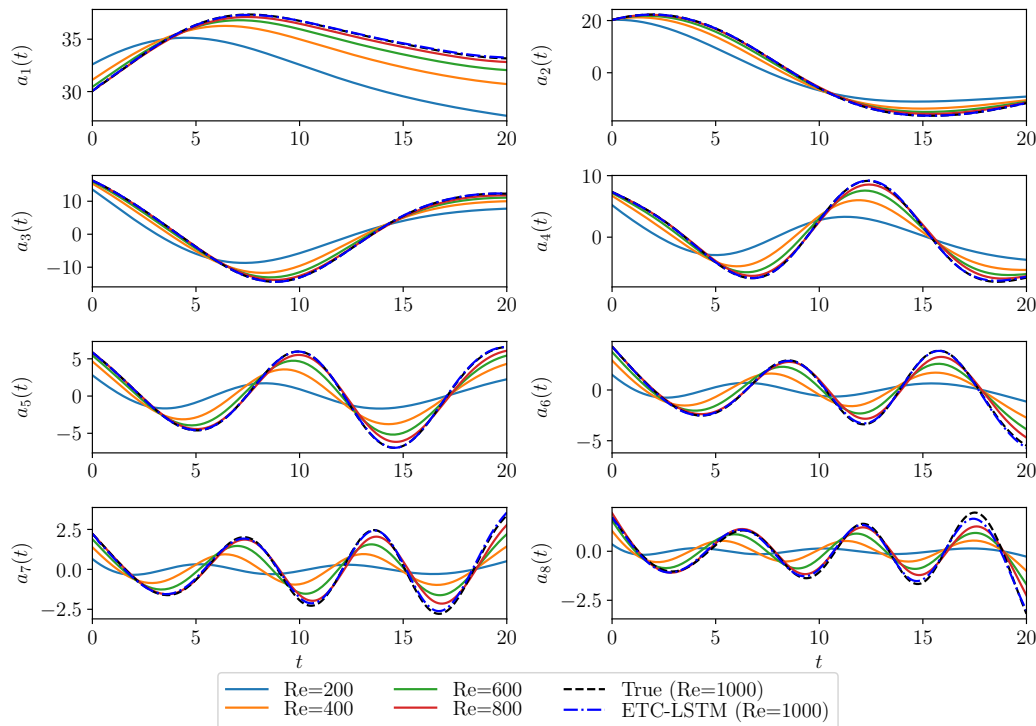 35
30
a1(t)
0 5 10 15 20
20
0
a2(t)
0 5 10 15 20
10
0
−10
a3(t)
0 5 10 15 20
10
0
a4(t)
0 5 10 15 20
5
0
−5
a5(t)
0 5 10 15 20
0
−5
a6(t)
0 5 10 15 20
2.5
0.0
−2.5
a7(t)
0 5 10 15 20
t
0.0
−2.5
a8(t)
0 5 10 15 20
t
Re=200
Re=400
Re=600
Re=800
True (Re=1000)
ETC-LSTM (Re=1000)